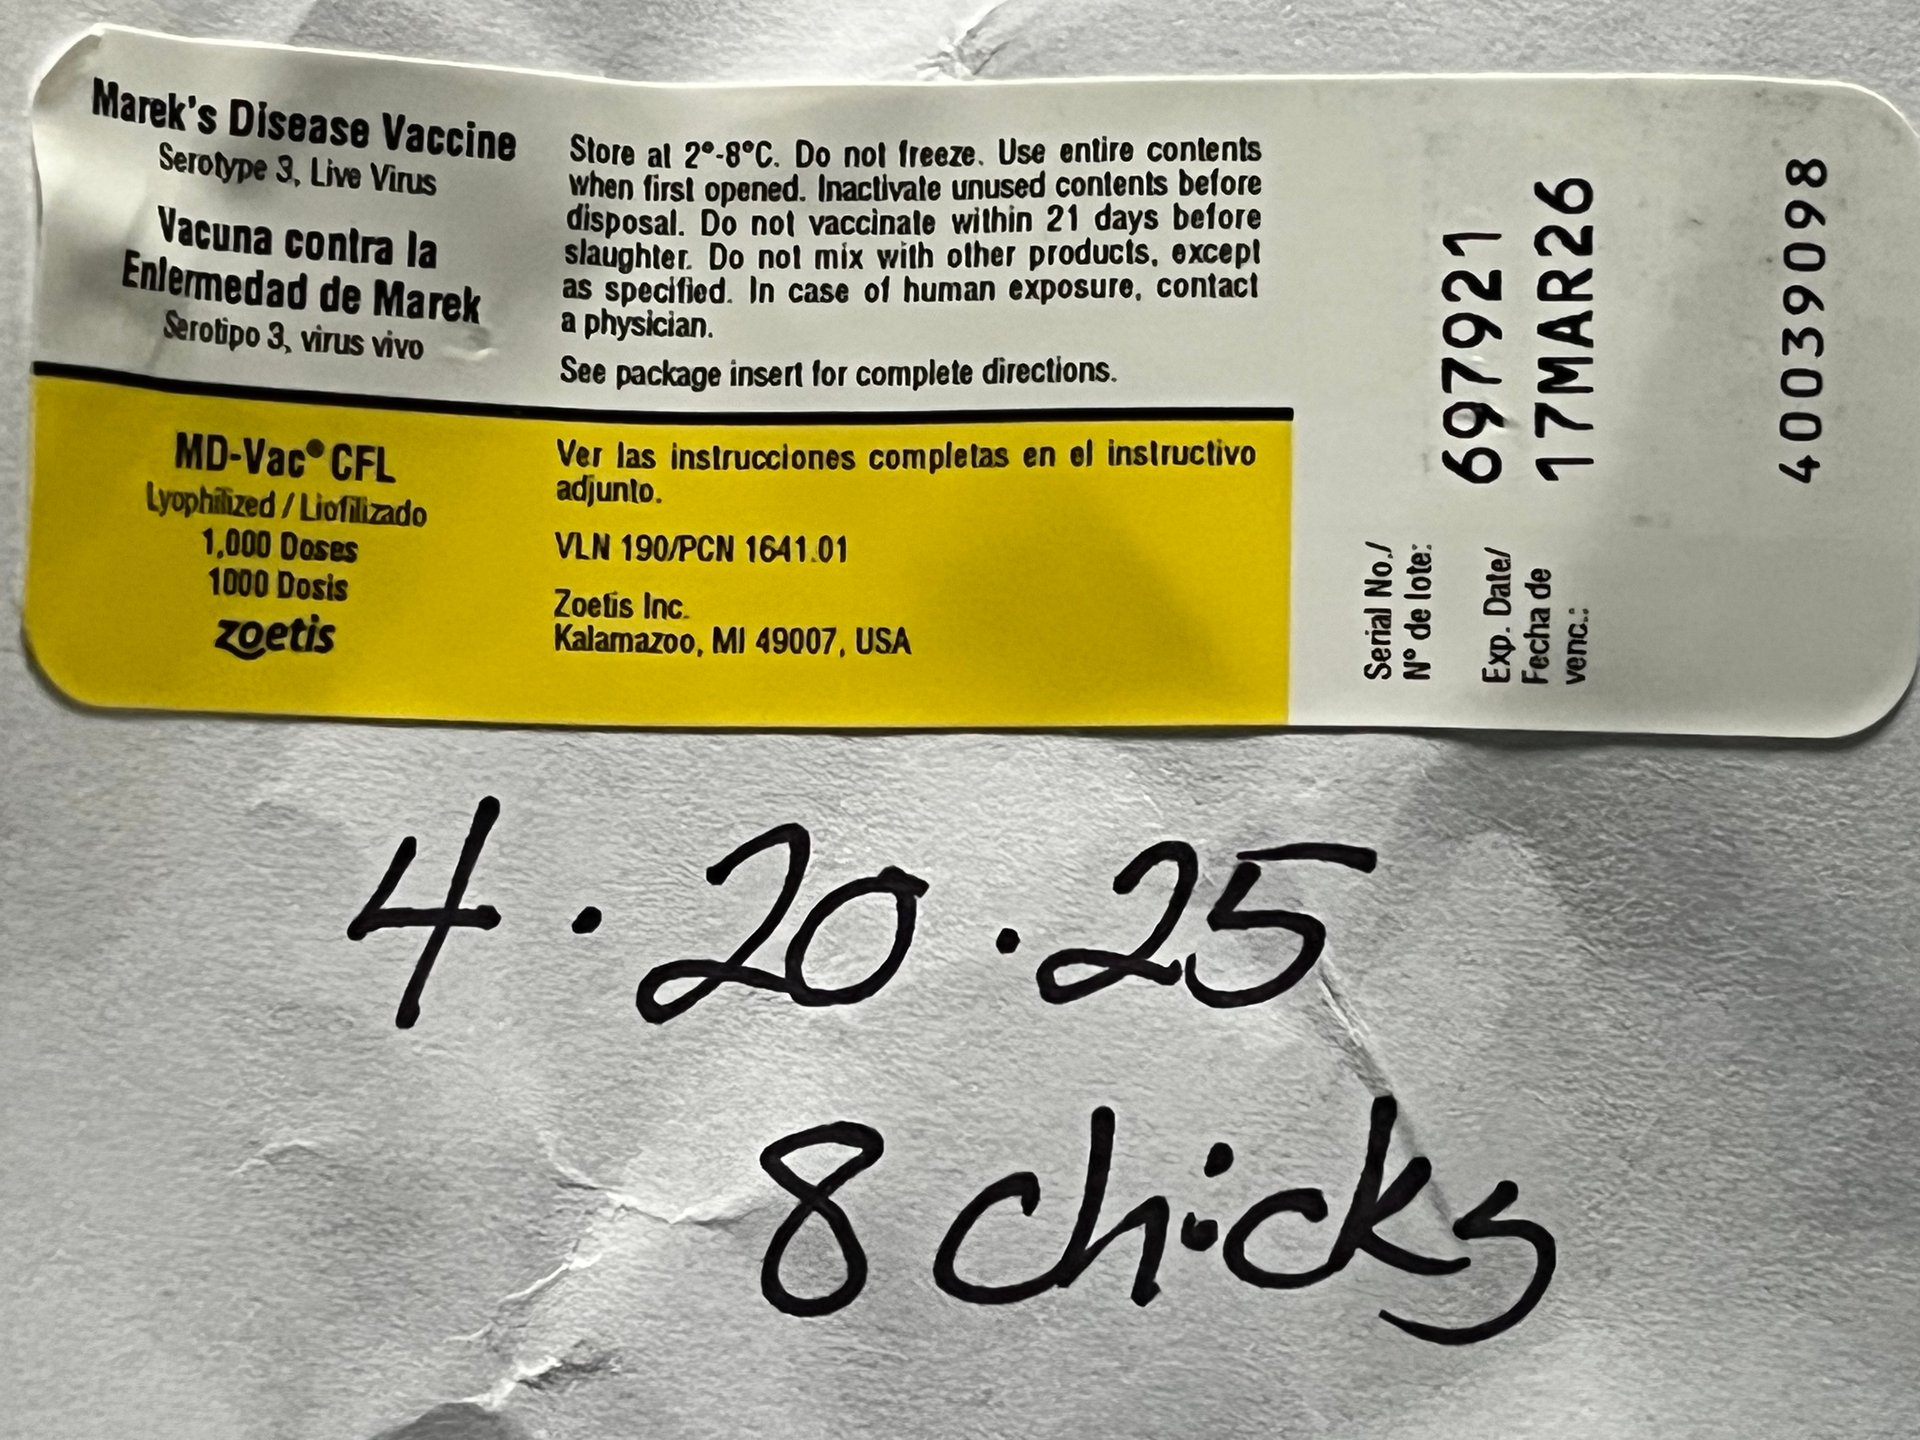 Marek's Disease Vaccine
Serotype 3, Live Virus
Vacuna contra la
Enfermedad de Marek
Serotipo 3, virus vivo
MD-Vac® CFL
Lyophilized / Liofilizado
1,000 Doses
1000 Dosis
zoetis
Store at 2°-8°C. Do not freeze. Use entire contents
when first opened. Inactivate unused contents before
disposal. Do not vaccinate within 21 days before
slaughter. Do not mix with other products, except
as specified. In case of human exposure, contact
a physician.
See package insert for complete directions.
Ver las instrucciones completas en el instructivo
adjunto.
VLN 190/PCN 1641.01
Zoetis Inc.
Kalamazoo, MI 49007, USA
Serial No./
N° de lote:
697921
Exp. Date/
Fecha de
venc.:
17MAR26
40039098
4.20.25
8 chicks